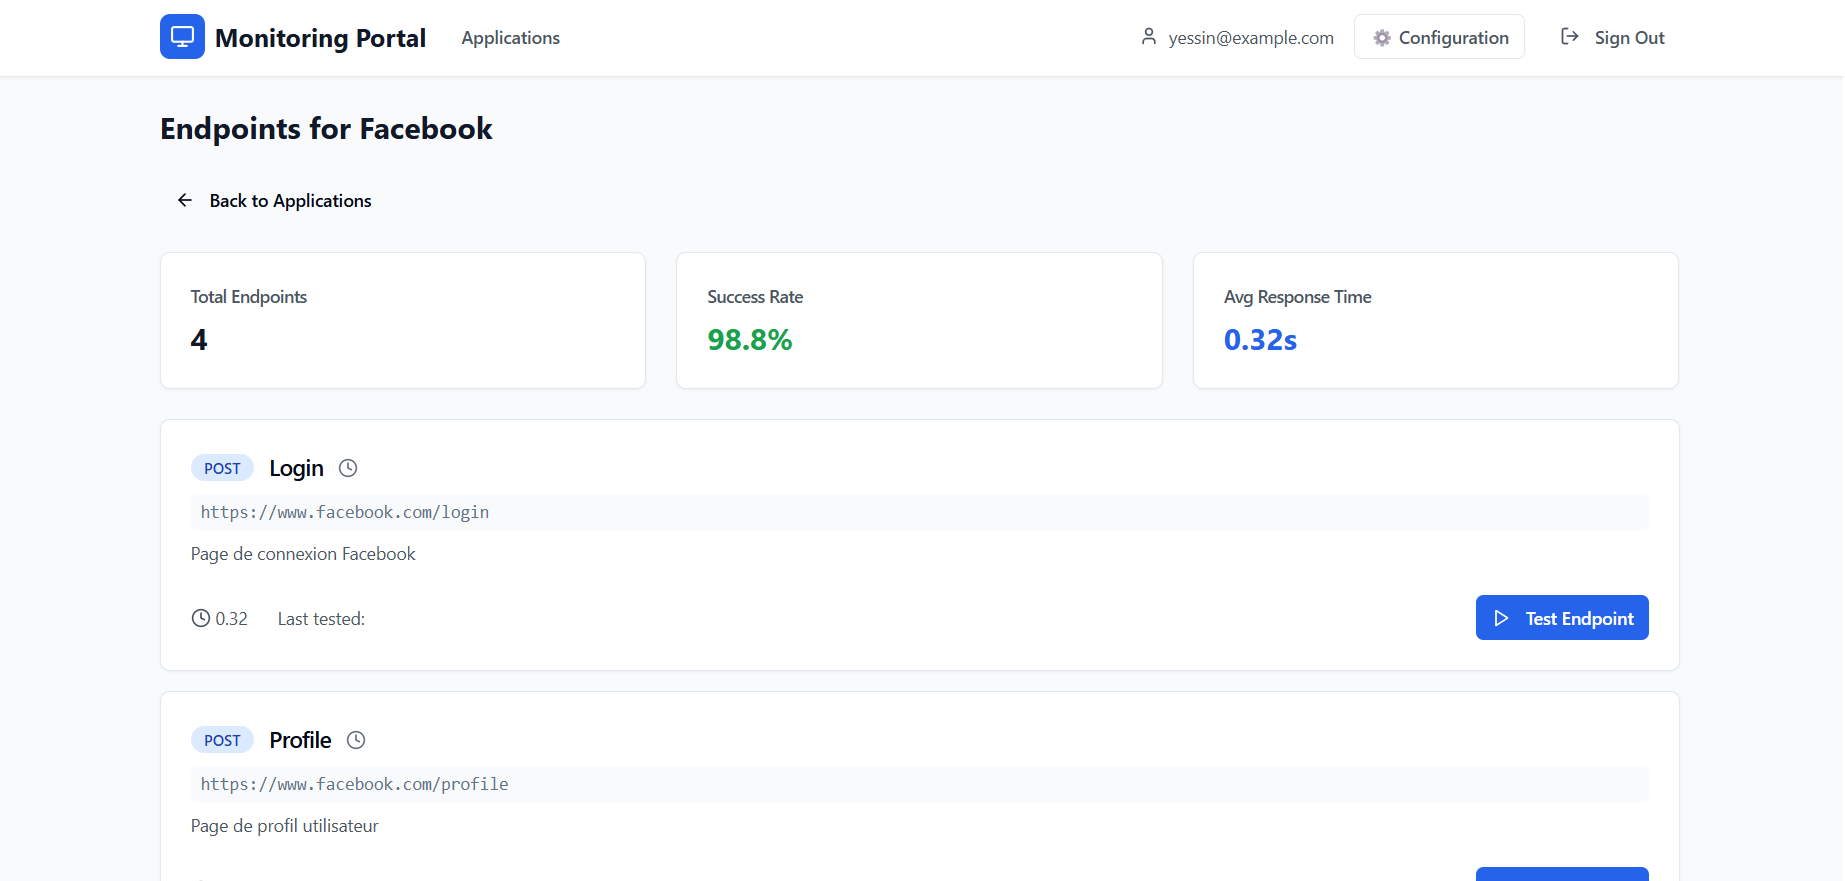 Monitoring Portal
Applications
yessin@example.com
Configuration
Sign Out
Endpoints for Facebook
Back to Applications
Total Endpoints
4
Success Rate
98.8%
Avg Response Time
0.32s
POST Login
https://www.facebook.com/login
Page de connexion Facebook
0.32 Last tested:
Test Endpoint
POST Profile
https://www.facebook.com/profile
Page de profil utilisateur